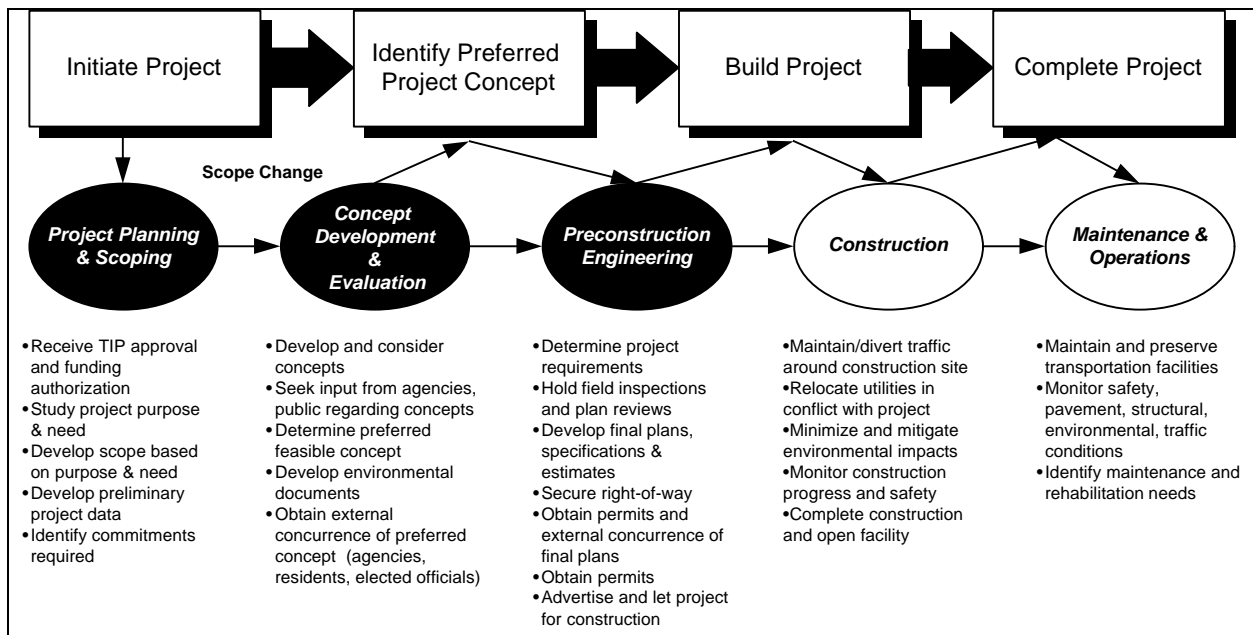 Initiate Project
Identify Preferred
Project Concept
Build Project
Complete Project
Scope Change
Project Planning
& Scoping
Concept
Development
&
Evaluation
Preconstruction
Engineering
Construction
Maintenance &
Operations
•Receive TIP approval
and funding
authorization
•Study project purpose
& need
•Develop scope based
on purpose & need
•Develop preliminary
project data
•Identify commitments
required
•Develop and consider
concepts
•Seek input from agencies,
public regarding concepts
•Determine preferred
feasible concept
•Develop environmental
documents
•Obtain external
concurrence of preferred
concept (agencies,
residents, elected officials)
•Determine project
requirements
•Hold field inspections
and plan reviews
•Develop final plans,
specifications &
estimates
•Secure right-of-way
•Obtain permits and
external concurrence of
final plans
•Obtain permits
•Advertise and let project
for construction
•Maintain/divert traffic
around construction site
•Relocate utilities in
conflict with project
•Minimize and mitigate
environmental impacts
•Monitor construction
progress and safety
•Complete construction
and open facility
•Maintain and preserve
transportation facilities
•Monitor safety,
pavement, structural,
environmental, traffic
conditions
•Identify maintenance and
rehabilitation needs